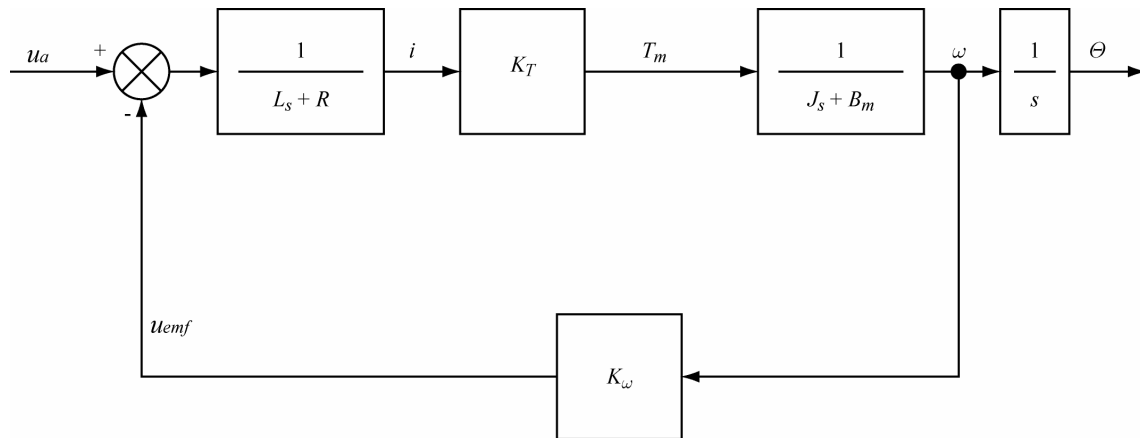 u_a
+
-
1
L_s + R
i
K_T
T_m
1
J_s + B_m
ω
1
s
Θ
u_emf
K_ω